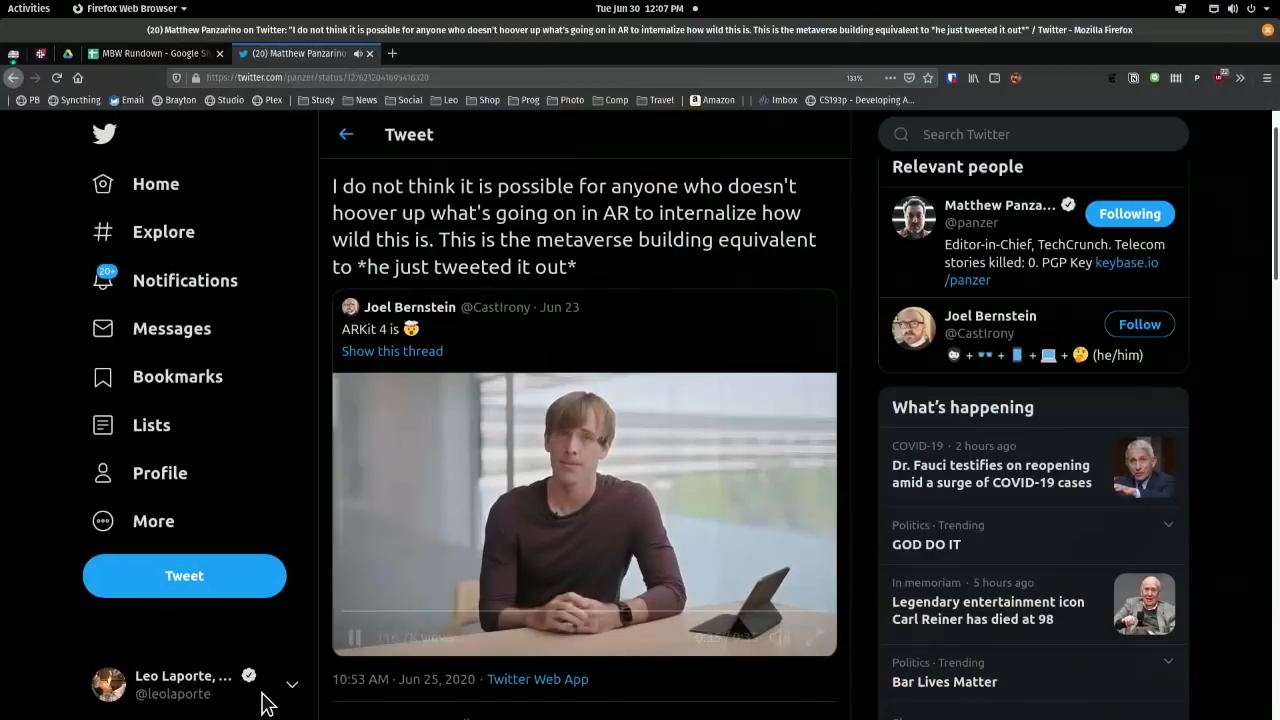 Activities
Firefox Web Browser
Tue Jun 30 12:07 PM
(20) Matthew Panzarino on Twitter: "I do not think it is possible for anyone who doesn't hoover up what's going on in AR to internalize how wild this is. This is the metaverse building equivalent to *he just tweeted it out*" / Twitter - Mozilla Firefox
MBW Rundown - Google Sh
(20) Matthew Panzarino
https://twitter.com/panzer/status/1276212041699418320
133%
PB Syncthing Email Brayton Studio Plex Study News Social Leo Shop Prog Photo Comp Travel Amazon Imbox CS193p - Developing A...
Home
Explore
20+
Notifications
Messages
Bookmarks
Lists
Profile
More
Tweet
Leo Laporte, ...
@leolaporte
Tweet
I do not think it is possible for anyone who doesn't
hoover up what's going on in AR to internalize how
wild this is. This is the metaverse building equivalent
to *he just tweeted it out*
Joel Bernstein @CastIrony · Jun 23
ARKit 4 is 🤯
Show this thread
10:53 AM · Jun 25, 2020 · Twitter Web App
Search Twitter
Relevant people
Matthew Panza...
@panzer
Following
Editor-in-Chief, TechCrunch. Telecom
stories killed: 0. PGP Key keybase.io
/panzer
Joel Bernstein
@CastIrony
Follow
(he/him)
What's happening
COVID-19 · 2 hours ago
Dr. Fauci testifies on reopening
amid a surge of COVID-19 cases
Politics · Trending
GOD DO IT
In memoriam · 5 hours ago
Legendary entertainment icon
Carl Reiner has died at 98
Politics · Trending
Bar Lives Matter